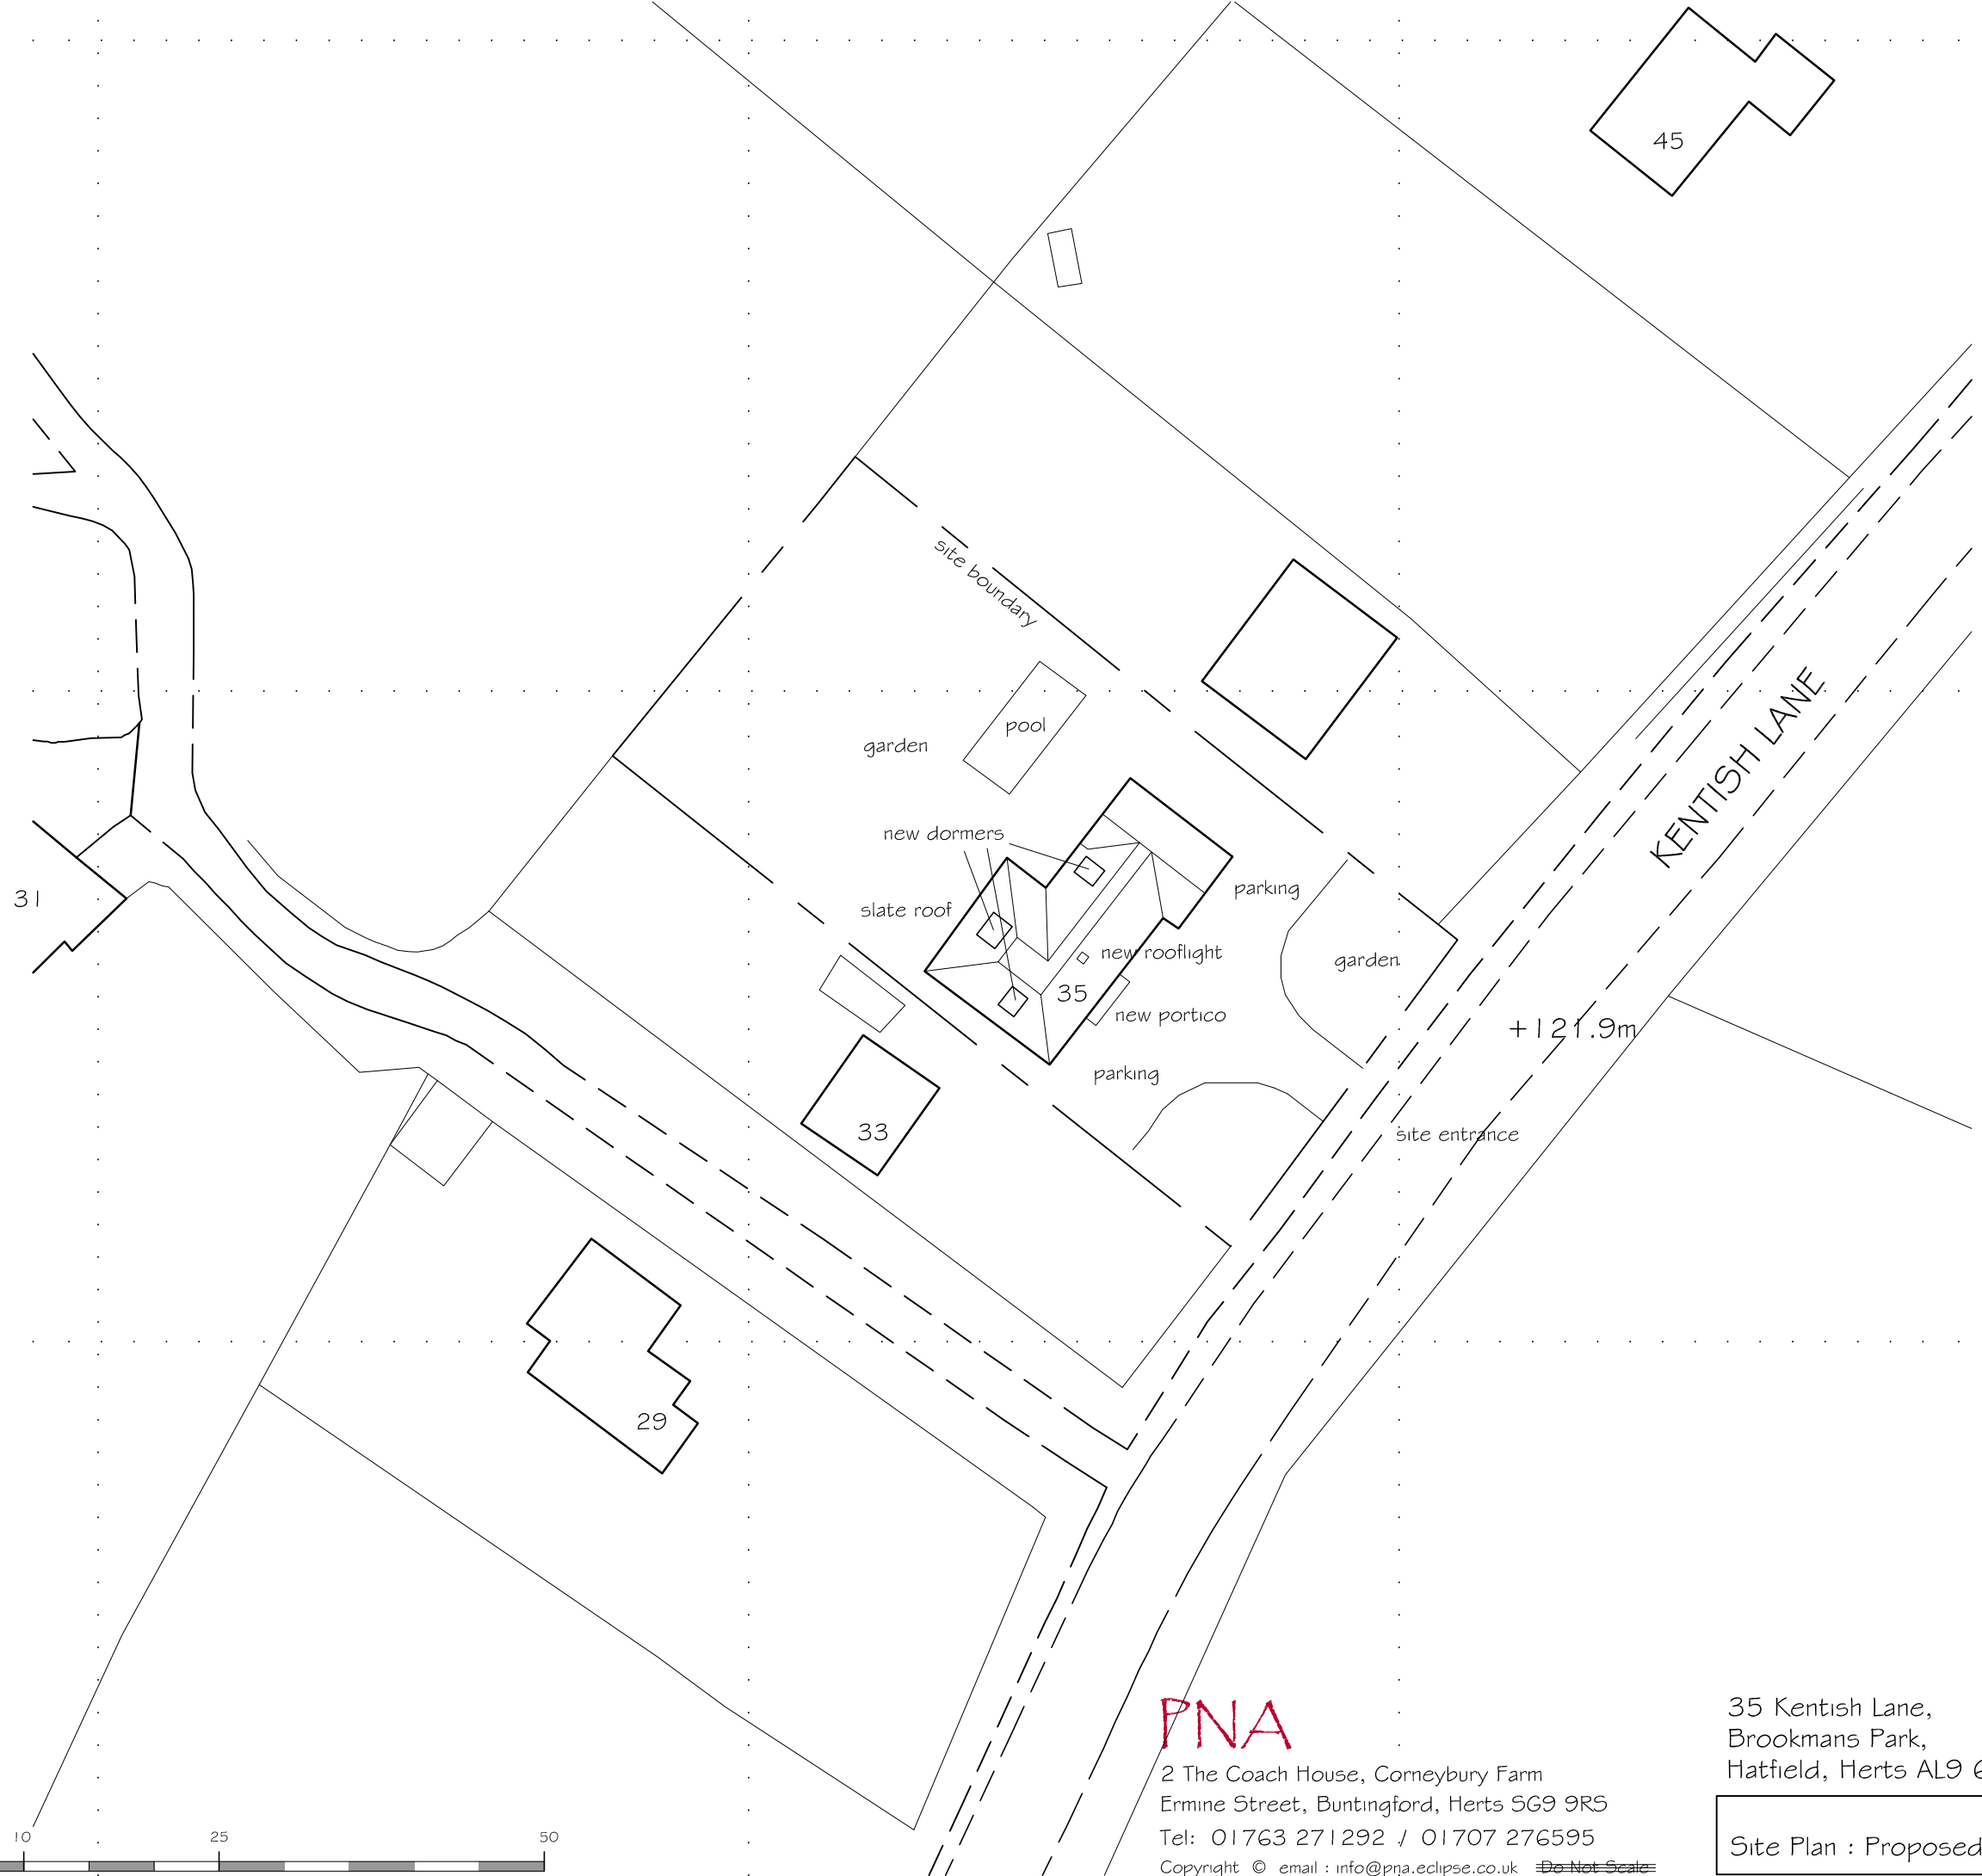 45
site boundary
KENTISH LANE
pool
garden
new dormers
parking
31
slate roof
new rooflight
garden
35
new portico
+121.9m
parking
33
site entrance
29
PNA
2 The Coach House, Corneybury Farm
Ermine Street, Buntingford, Herts SG9 9RS
Tel: 01763 271292 / 01707 276595
Copyright © email : info@pna.eclipse.co.uk Do Not Scale
35 Kentish Lane,
Brookmans Park,
Hatfield, Herts AL9 6
Site Plan : Proposed
10 25 50